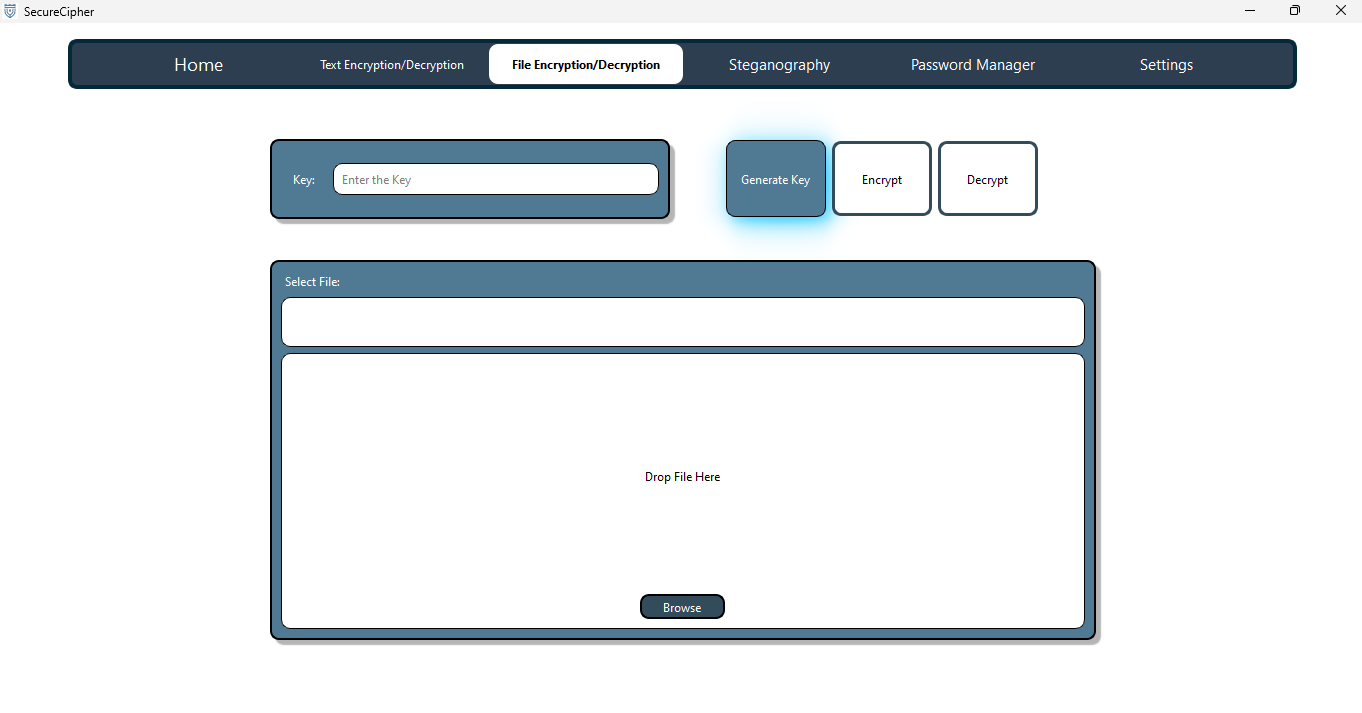 SecureCipher
Home Text Encryption/Decryption File Encryption/Decryption Steganography Password Manager Settings
Key: Enter the Key Generate Key Encrypt Decrypt
Select File:
Drop File Here
Browse